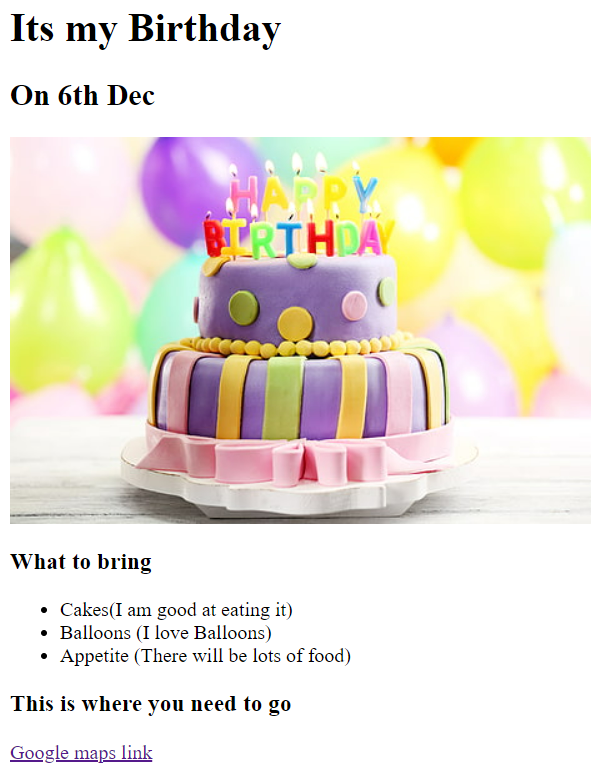 Its my Birthday
On 6th Dec
HAPPY
BIRTHDAY
What to bring
Cakes(I am good at eating it)
Balloons (I love Balloons)
Appetite (There will be lots of food)
This is where you need to go
Google maps link